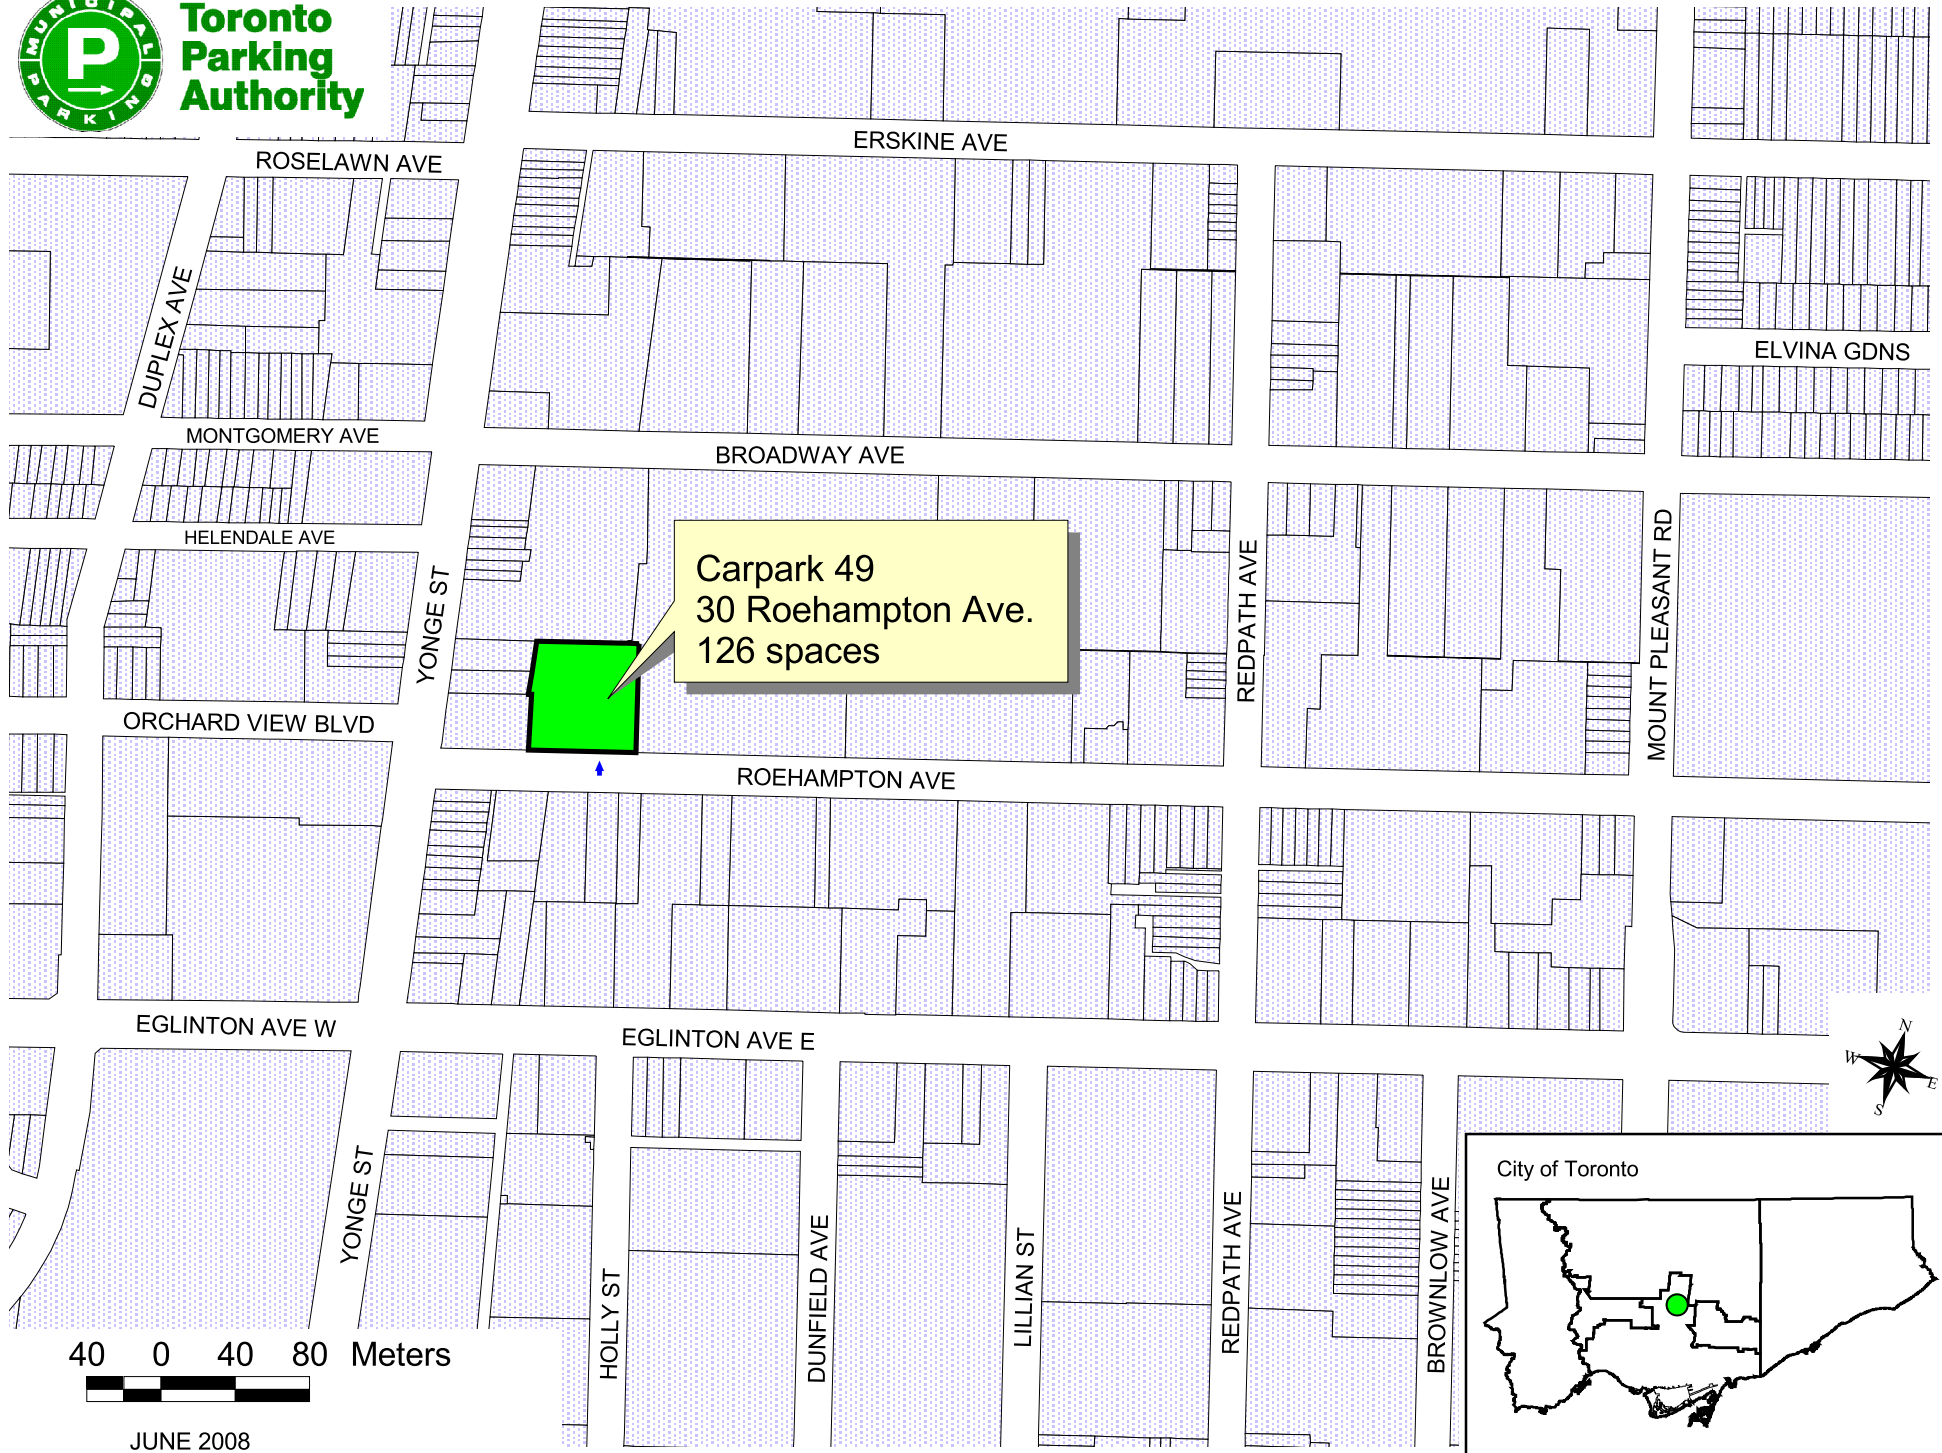 MUNICIPAL
P
PARKING
Toronto
Parking
Authority
ERSKINE AVE
ROSELAWN AVE
DUPLEX AVE
ELVINA GDNS
MONTGOMERY AVE
BROADWAY AVE
HELENDALE AVE
YONGE ST
Carpark 49
30 Roehampton Ave.
126 spaces
REDPATH AVE
MOUNT PLEASANT RD
ORCHARD VIEW BLVD
ROEHAMPTON AVE
EGLINTON AVE W
EGLINTON AVE E
N
W
E
S
YONGE ST
HOLLY ST
DUNFIELD AVE
LILLIAN ST
REDPATH AVE
BROWNLOW AVE
City of Toronto
40 0 40 80 Meters
JUNE 2008